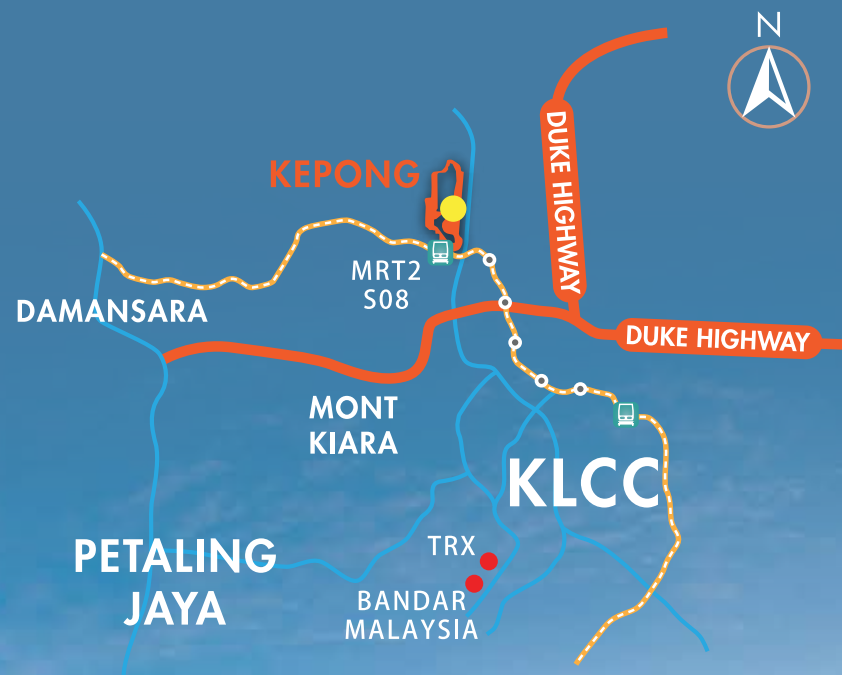 N
DUKE HIGHWAY
KEPONG
MRT2
S08
DAMANSARA
DUKE HIGHWAY
MONT
KIARA
KLCC
PETALING
JAYA
TRX
BANDAR
MALAYSIA